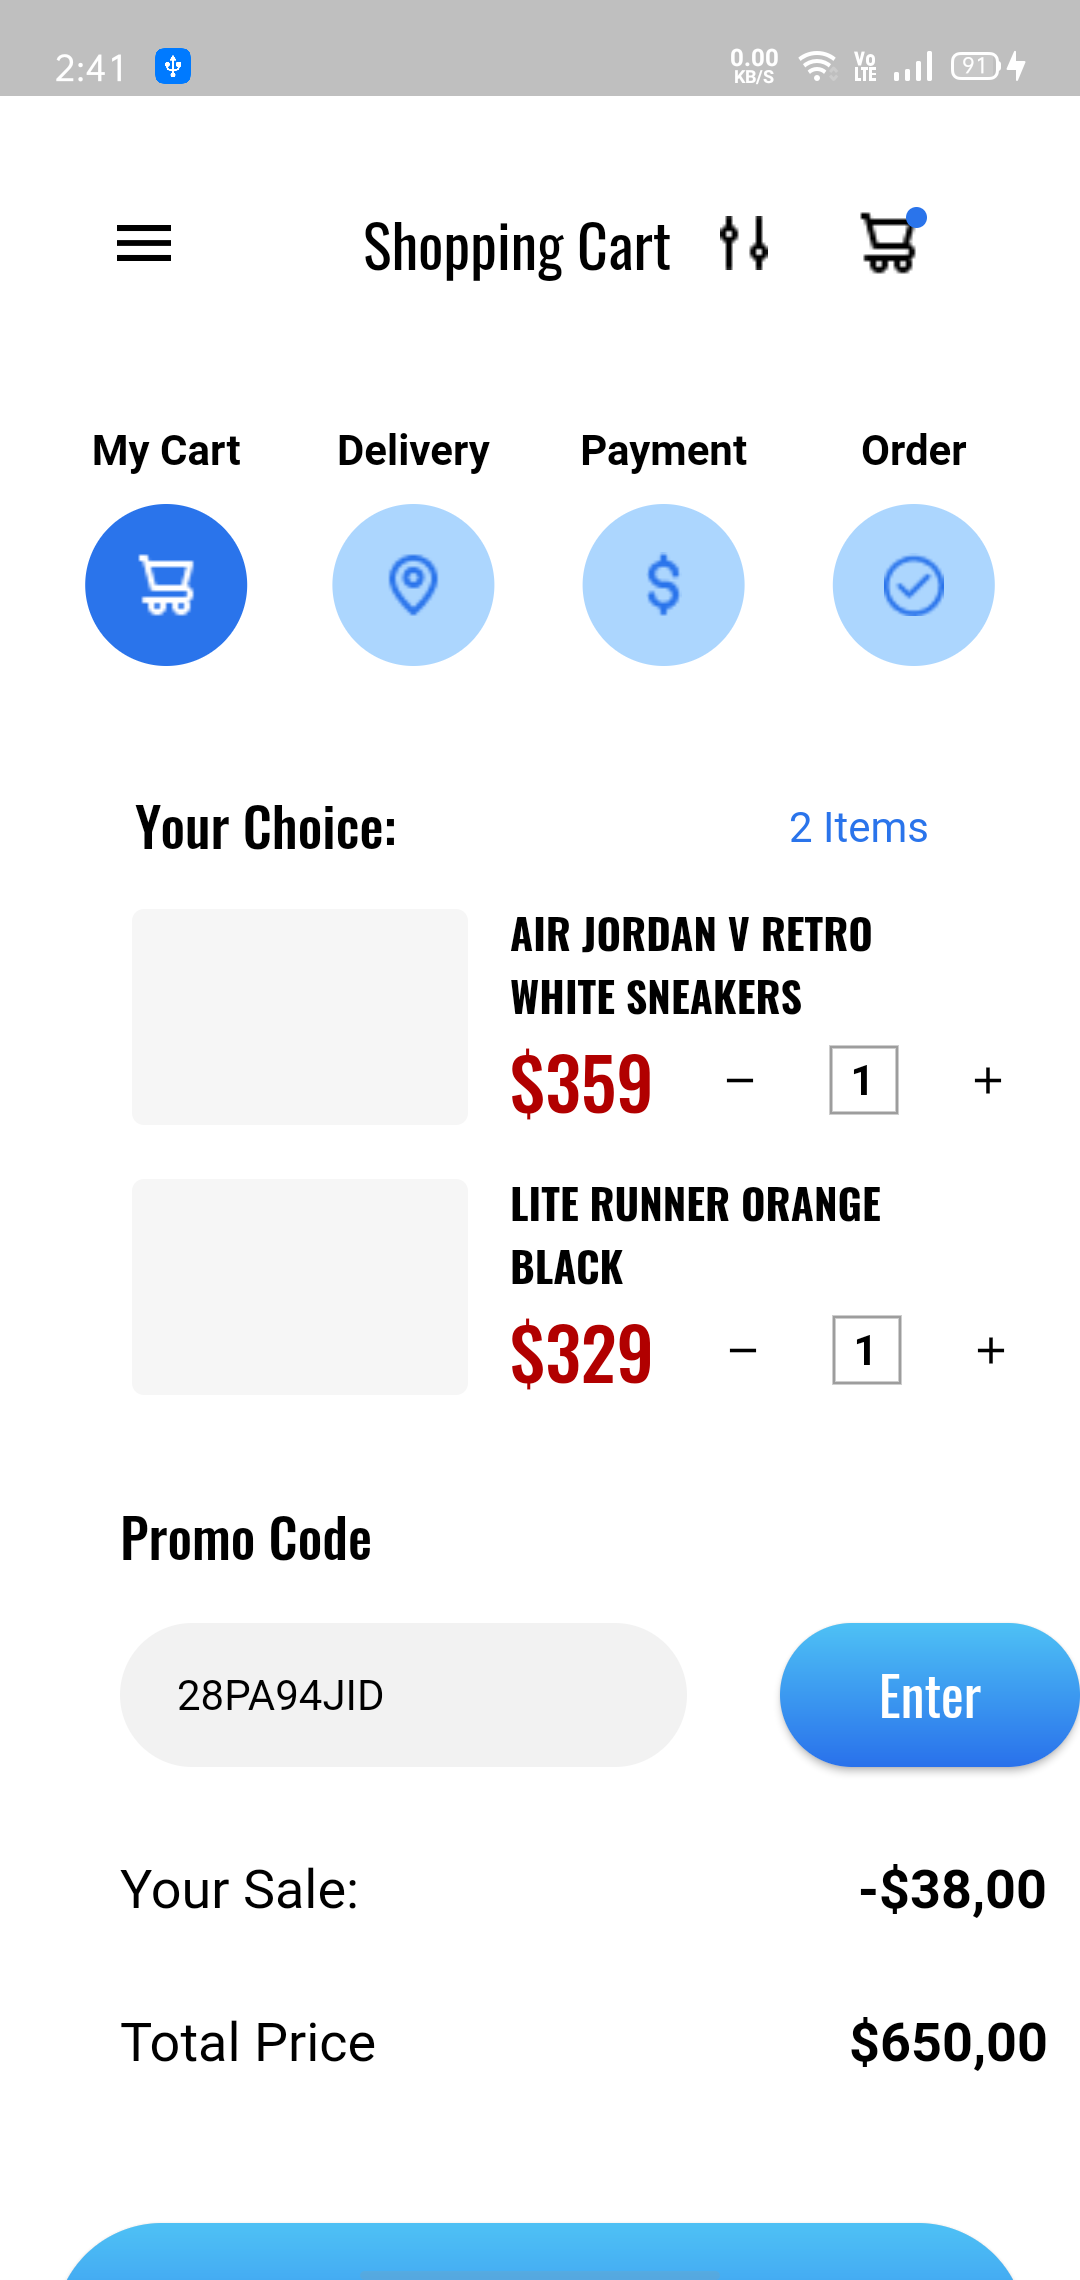 2:41
0.00
KB/S
Vo
LTE
91
Shopping Cart
My Cart
Delivery
Payment
Order
Your Choice:
2 Items
AIR JORDAN V RETRO
WHITE SNEAKERS
$359
1
LITE RUNNER ORANGE
BLACK
$329
1
Promo Code
28PA94JID
Enter
Your Sale:
-$38,00
Total Price
$650,00